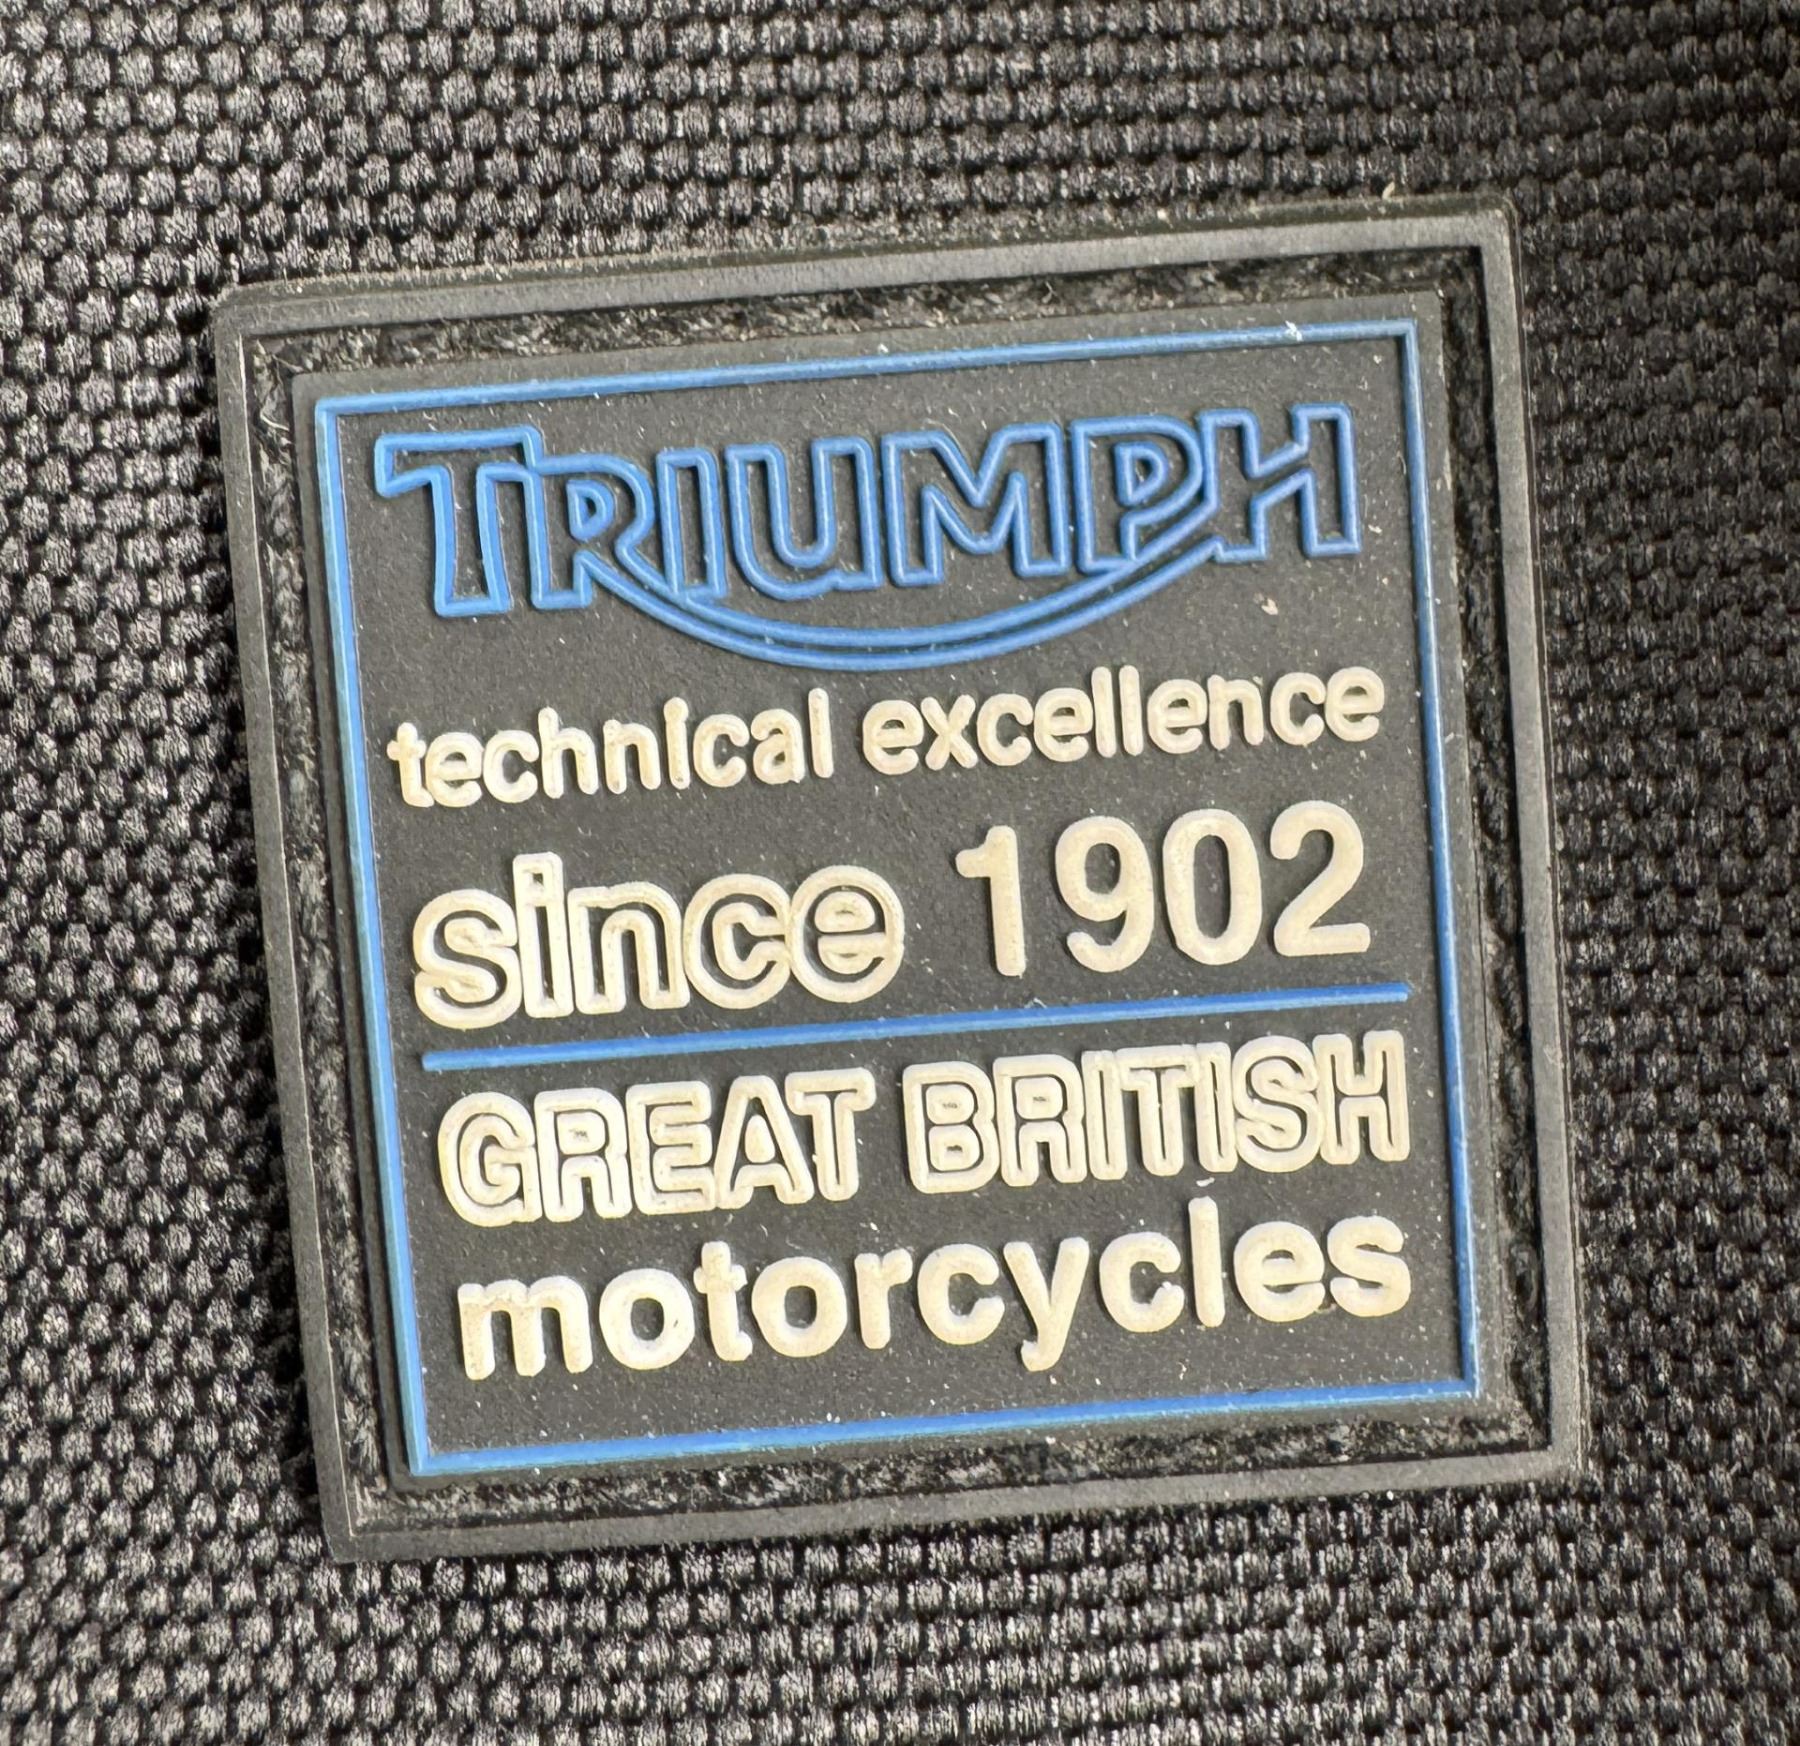 TRIUMPH
technical excellence
since 1902
GREAT BRITISH
motorcycles